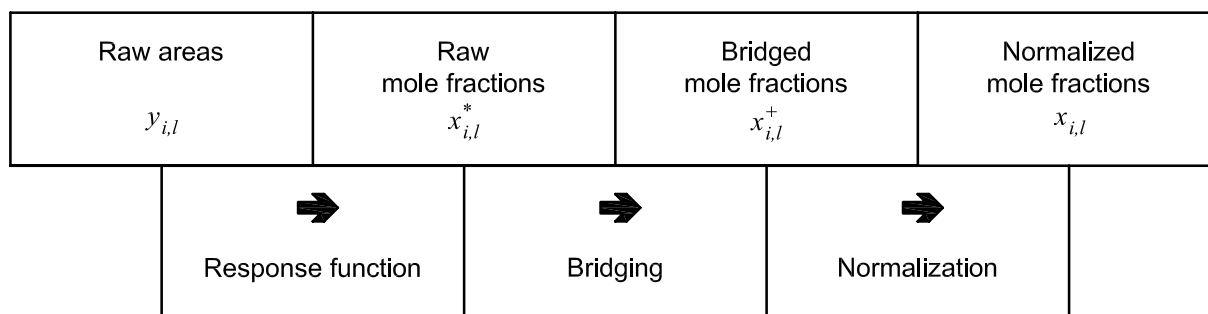 Raw areas
y_{i,l}
Raw
mole fractions
x^{*}_{i,l}
Bridged
mole fractions
x^{+}_{i,l}
Normalized
mole fractions
x_{i,l}
Response function
Bridging
Normalization